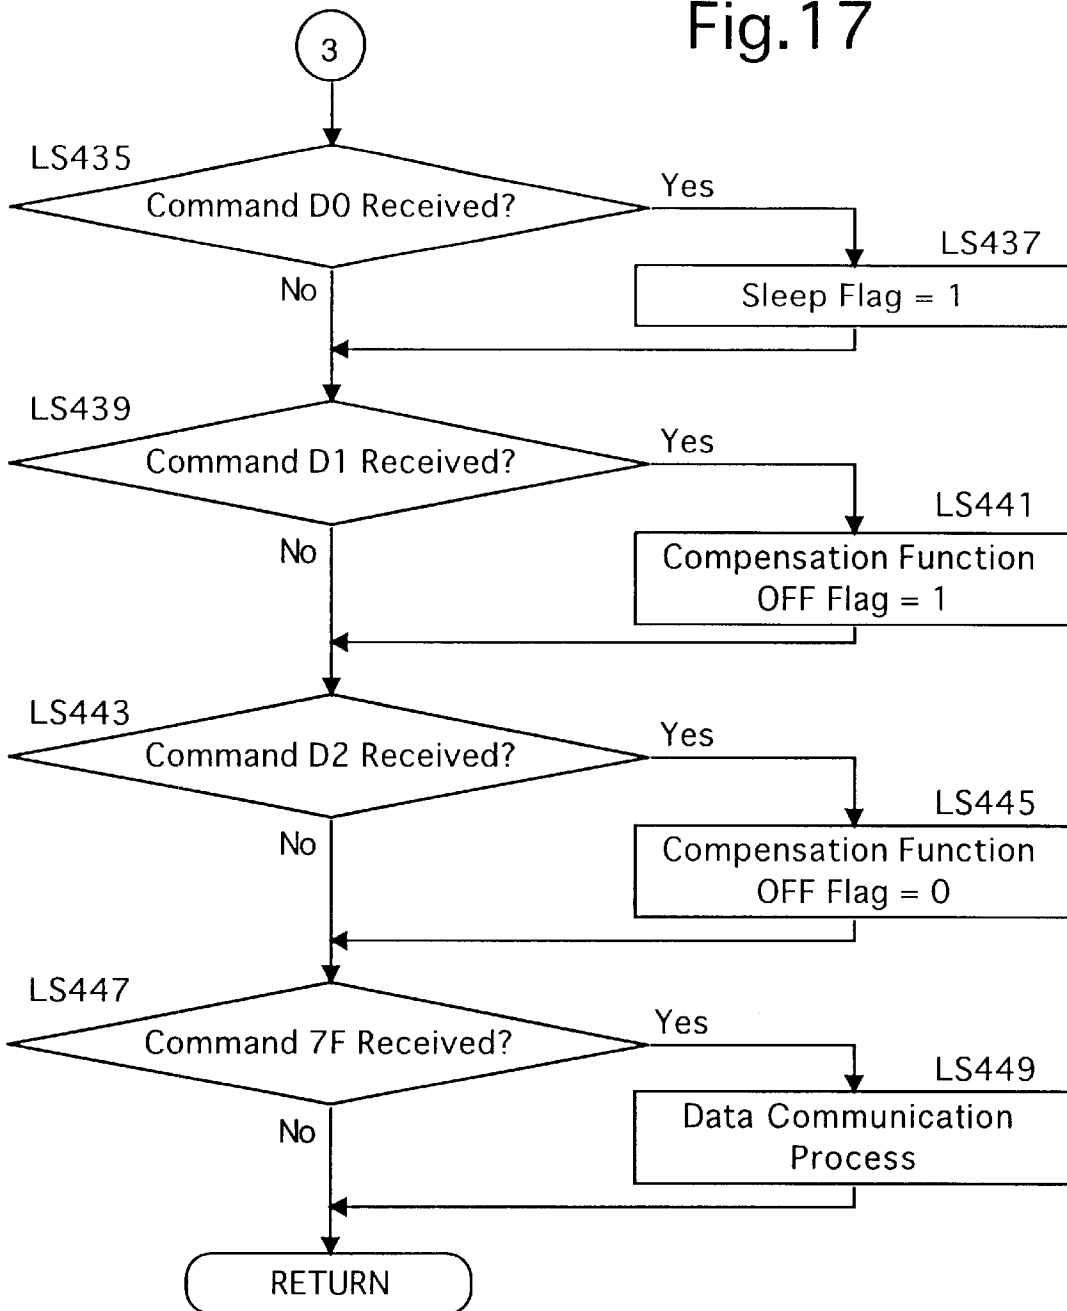 Fig.17
3
LS435
Command D0 Received?
Yes
LS437
Sleep Flag = 1
No
LS439
Command D1 Received?
Yes
LS441
Compensation Function
OFF Flag = 1
No
LS443
Command D2 Received?
Yes
LS445
Compensation Function
OFF Flag = 0
No
LS447
Command 7F Received?
Yes
LS449
Data Communication
Process
No
RETURN